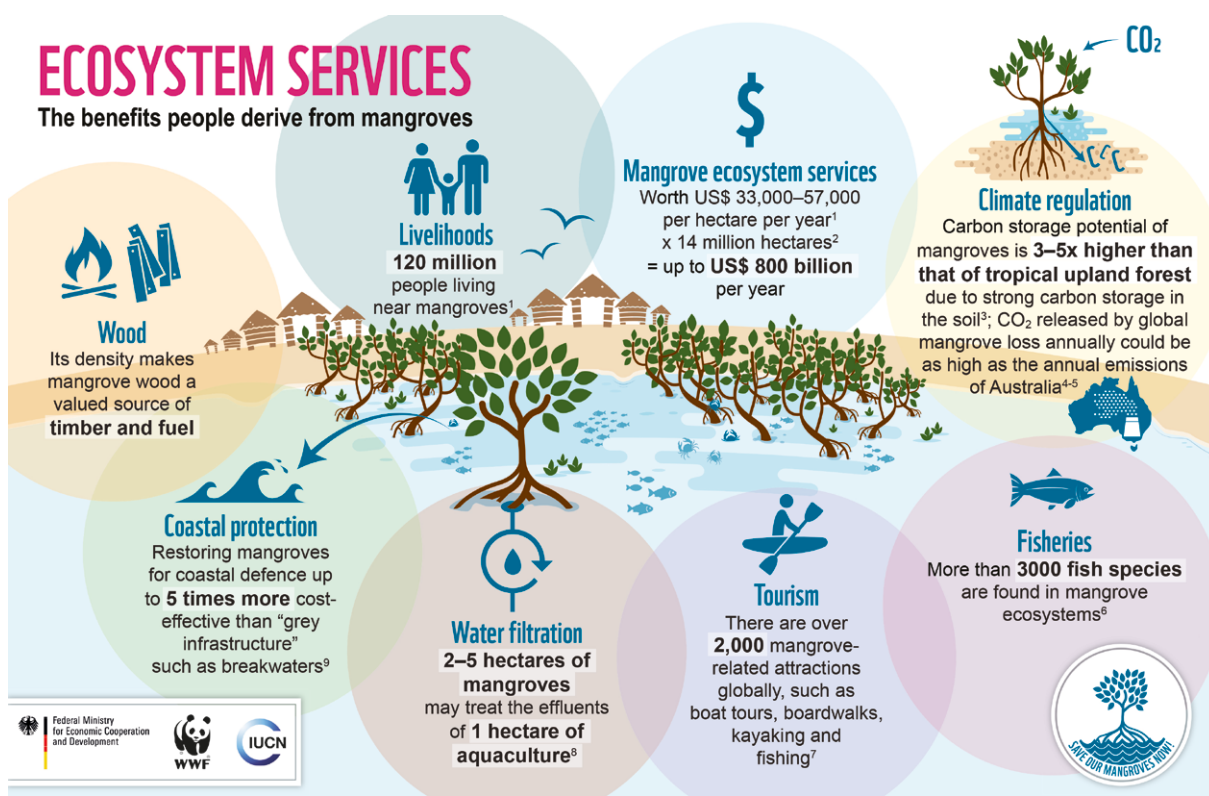 ECOSYSTEM SERVICES
The benefits people derive from mangroves
Wood
Its density makes
mangrove wood a
valued source of
timber and fuel
Livelihoods
120 million
people living
near mangroves¹
$
Mangrove ecosystem services
Worth US$ 33,000–57,000
per hectare per year¹
x 14 million hectares²
= up to US$ 800 billion
per year
CO₂
C C C
Climate regulation
Carbon storage potential of
mangroves is 3–5x higher than
that of tropical upland forest
due to strong carbon storage in
the soil³; CO₂ released by global
mangrove loss annually could be
as high as the annual emissions
of Australia⁴⁻⁵
Coastal protection
Restoring mangroves
for coastal defence up
to 5 times more cost-
effective than “grey
infrastructure”
such as breakwaters⁹
Water filtration
2–5 hectares of
mangroves
may treat the effluents
of 1 hectare of
aquaculture⁸
Tourism
There are over
2,000 mangrove-
related attractions
globally, such as
boat tours, boardwalks,
kayaking and
fishing⁷
Fisheries
More than 3000 fish species
are found in mangrove
ecosystems⁶
Federal Ministry
for Economic Cooperation
and Development
WWF
IUCN
SAVE OUR MANGROVES NOW!